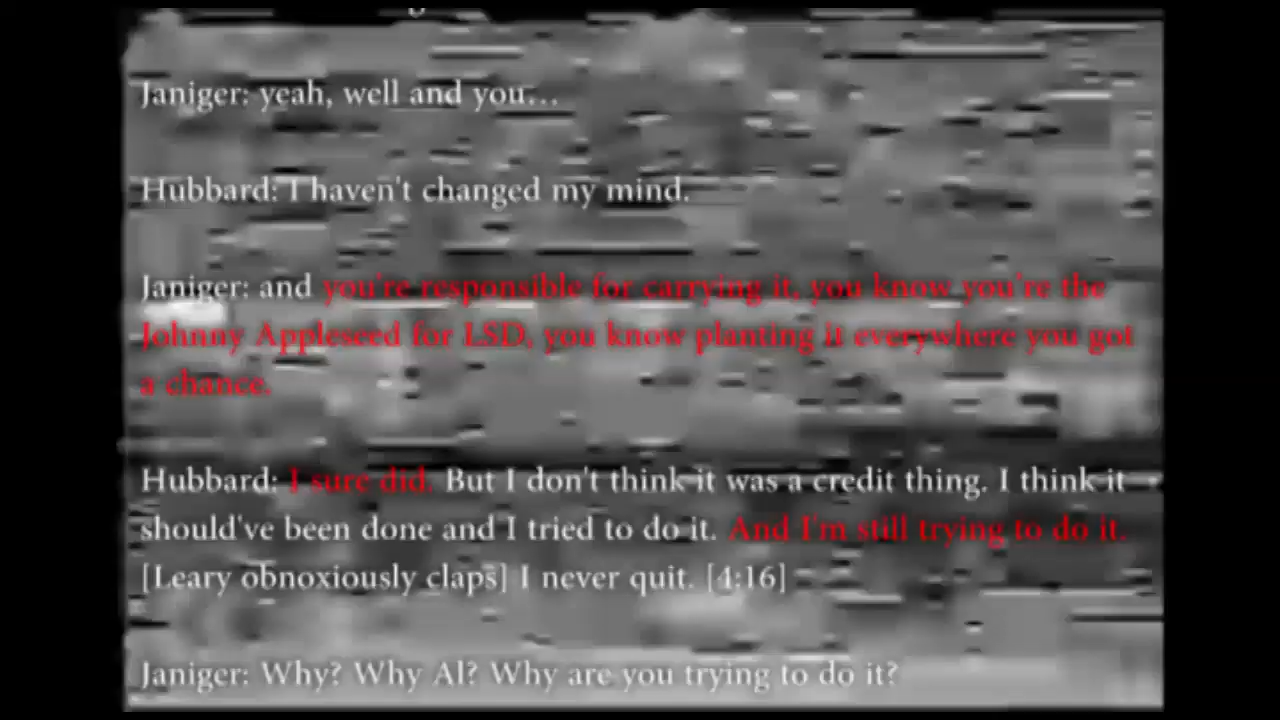 Janiger: yeah, well and you...
Hubbard: I haven't changed my mind.
Janiger: and you're responsible for carrying it, you know you're the
Johnny Appleseed for LSD, you know planting it everywhere you got
a chance.
Hubbard: I sure did. But I don't think it was a credit thing. I think it
should've been done and I tried to do it. And I'm still trying to do it.
[Leary obnoxiously claps] I never quit. [4:16]
Janiger: Why? Why Al? Why are you trying to do it?